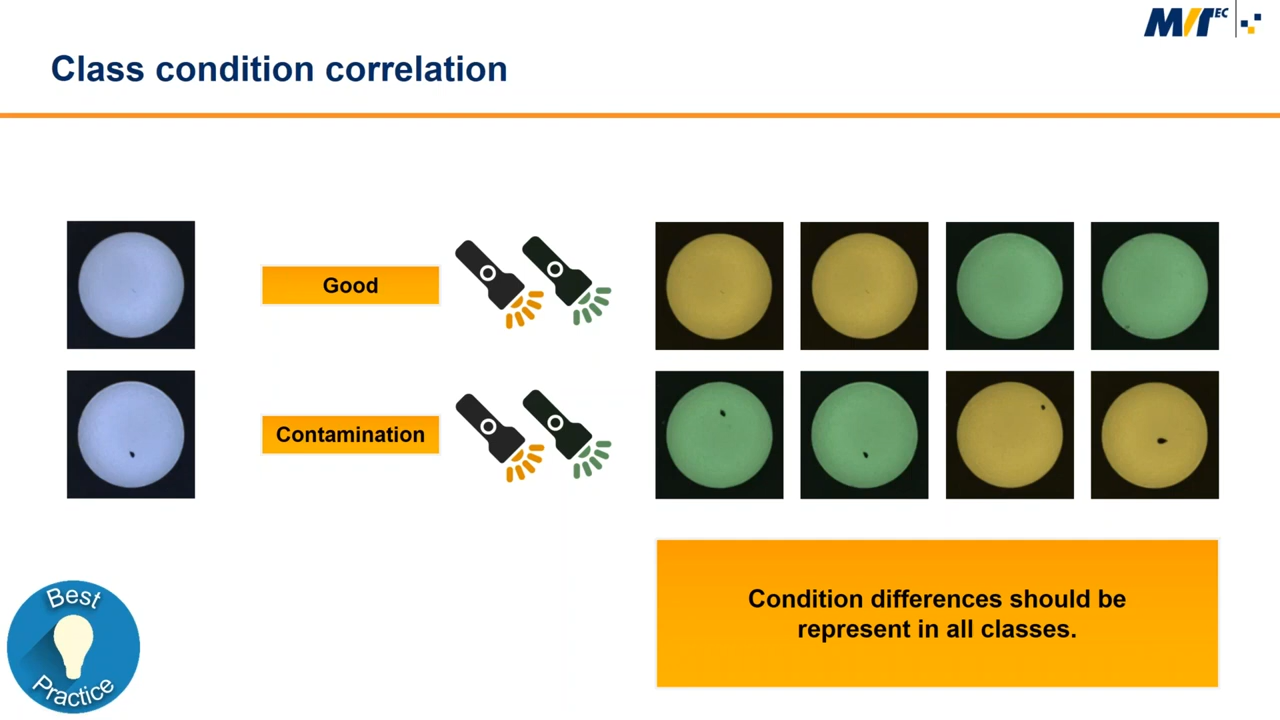 MVTEC
Class condition correlation
Good
Contamination
Condition differences should be
represent in all classes.
Best
Practice